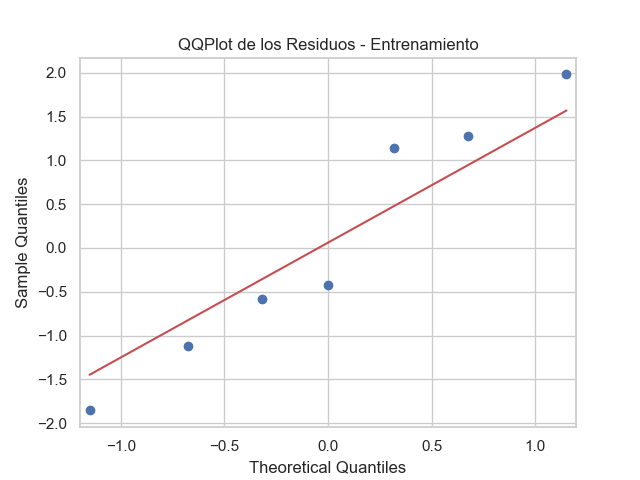 QQPlot de los Residuos - Entrenamiento
2.0
1.5
1.0
0.5
0.0
−0.5
−1.0
−1.5
−2.0
Sample Quantiles
−1.0 −0.5 0.0 0.5 1.0
Theoretical Quantiles